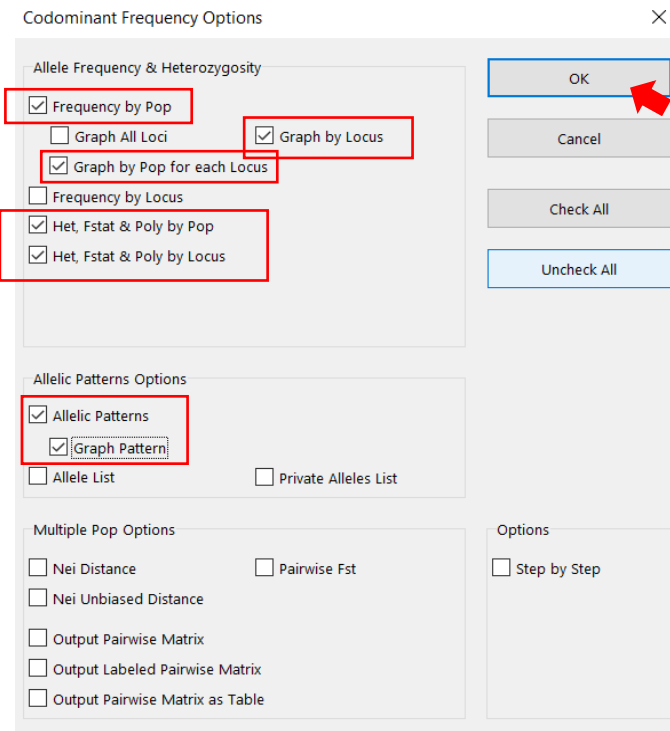 Codominant Frequency Options
Allele Frequency & Heterozygosity
Frequency by Pop
Graph All Loci
Graph by Locus
Graph by Pop for each Locus
Frequency by Locus
Het, Fstat & Poly by Pop
Het, Fstat & Poly by Locus
OK
Cancel
Check All
Uncheck All
Allelic Patterns Options
Allelic Patterns
Graph Pattern
Allele List
Private Alleles List
Multiple Pop Options
Nei Distance
Pairwise Fst
Nei Unbiased Distance
Output Pairwise Matrix
Output Labeled Pairwise Matrix
Output Pairwise Matrix as Table
Options
Step by Step